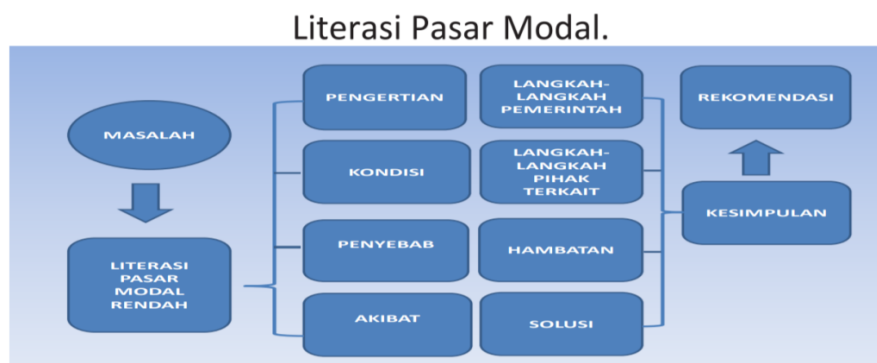 Literasi Pasar Modal.
MASALAH
LITERASI
PASAR
MODAL
RENDAH
PENGERTIAN
KONDISI
PENYEBAB
AKIBAT
LANGKAH-
LANGKAH
PEMERINTAH
LANGKAH-
LANGKAH
PIHAK
TERKAIT
HAMBATAN
SOLUSI
REKOMENDASI
KESIMPULAN